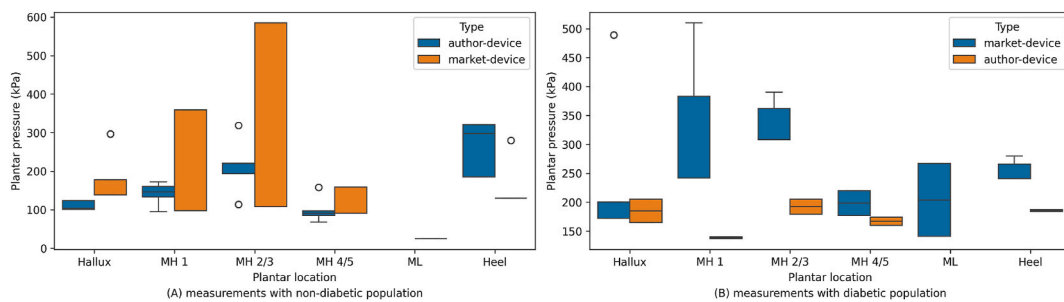 600
500
400
300
200
100
0
Plantar pressure (kPa)
Type
author-device
market-device
Hallux
MH 1
MH 2/3
MH 4/5
ML
Heel
Plantar location
(A) measurements with non-diabetic population
500
450
400
350
300
250
200
150
Plantar pressure (kPa)
Type
market-device
author-device
Hallux
MH 1
MH 2/3
MH 4/5
ML
Heel
Plantar location
(B) measurements with diabetic population